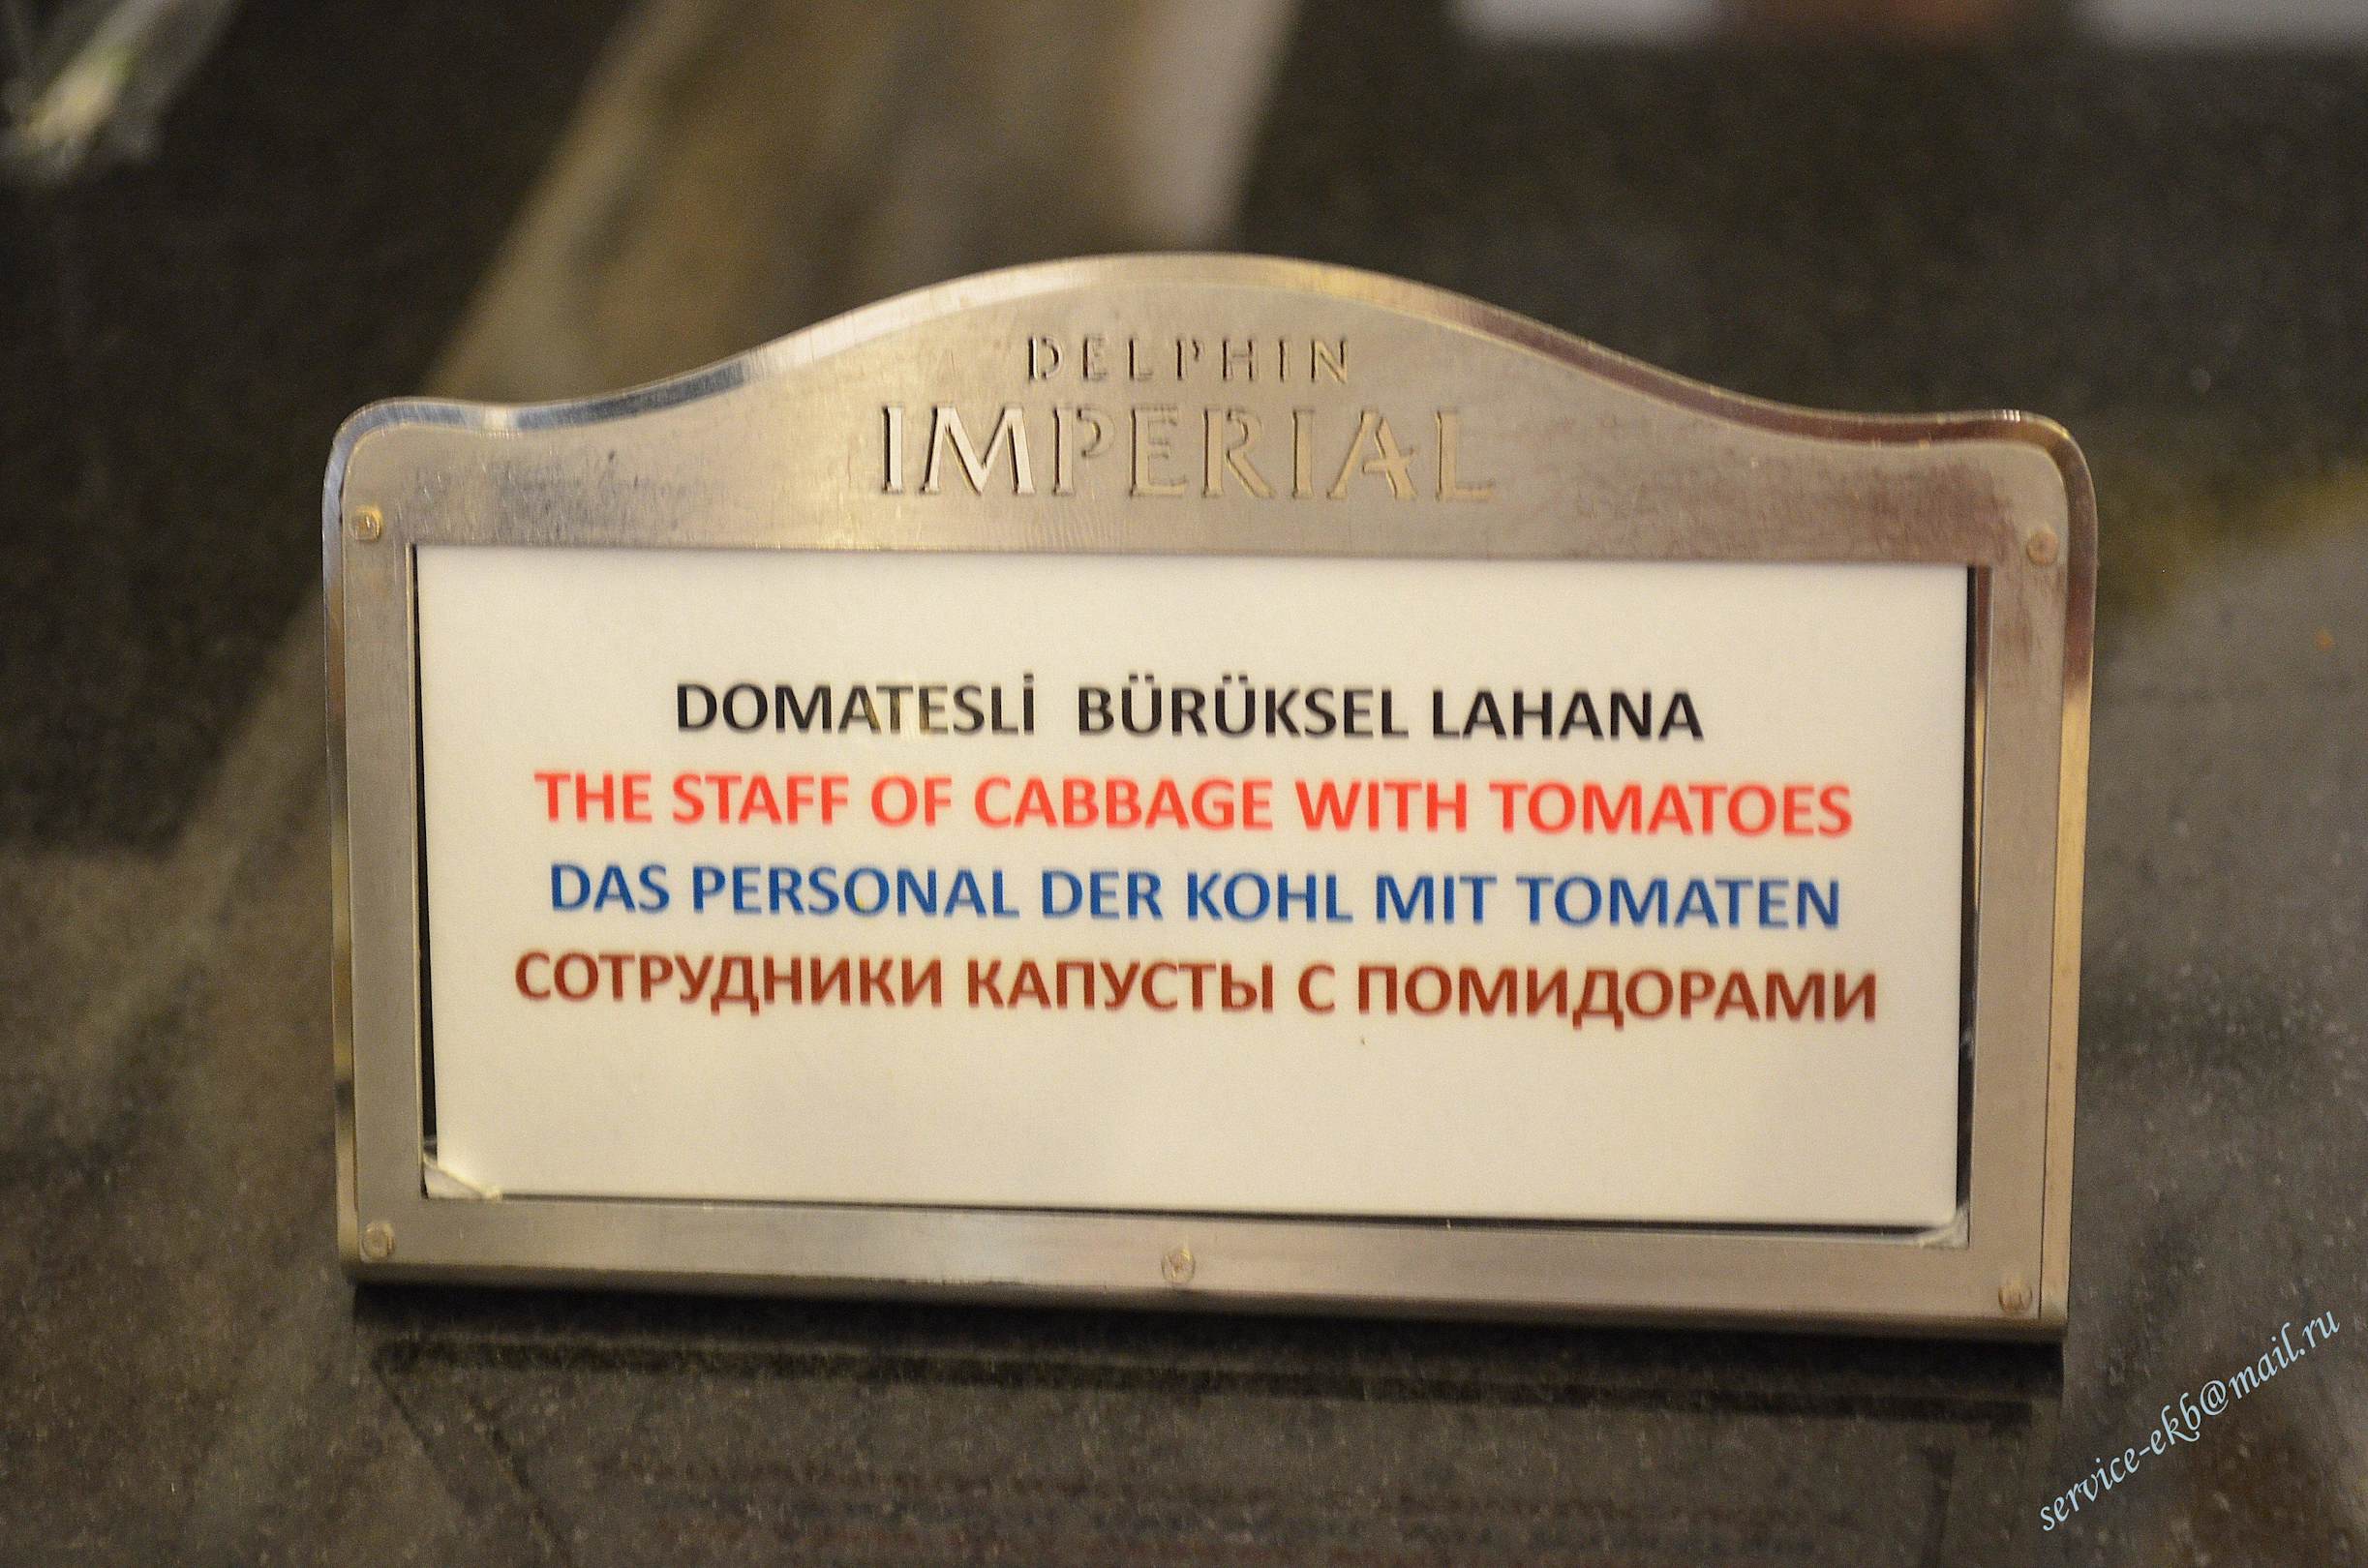 DELPHIN
IMPERIAL
DOMATESLİ BÜRÜKSEL LAHANA
THE STAFF OF CABBAGE WITH TOMATOES
DAS PERSONAL DER KOHL MIT TOMATEN
СОТРУДНИКИ КАПУСТЫ С ПОМИДОРАМИ
service-ekb@mail.ru